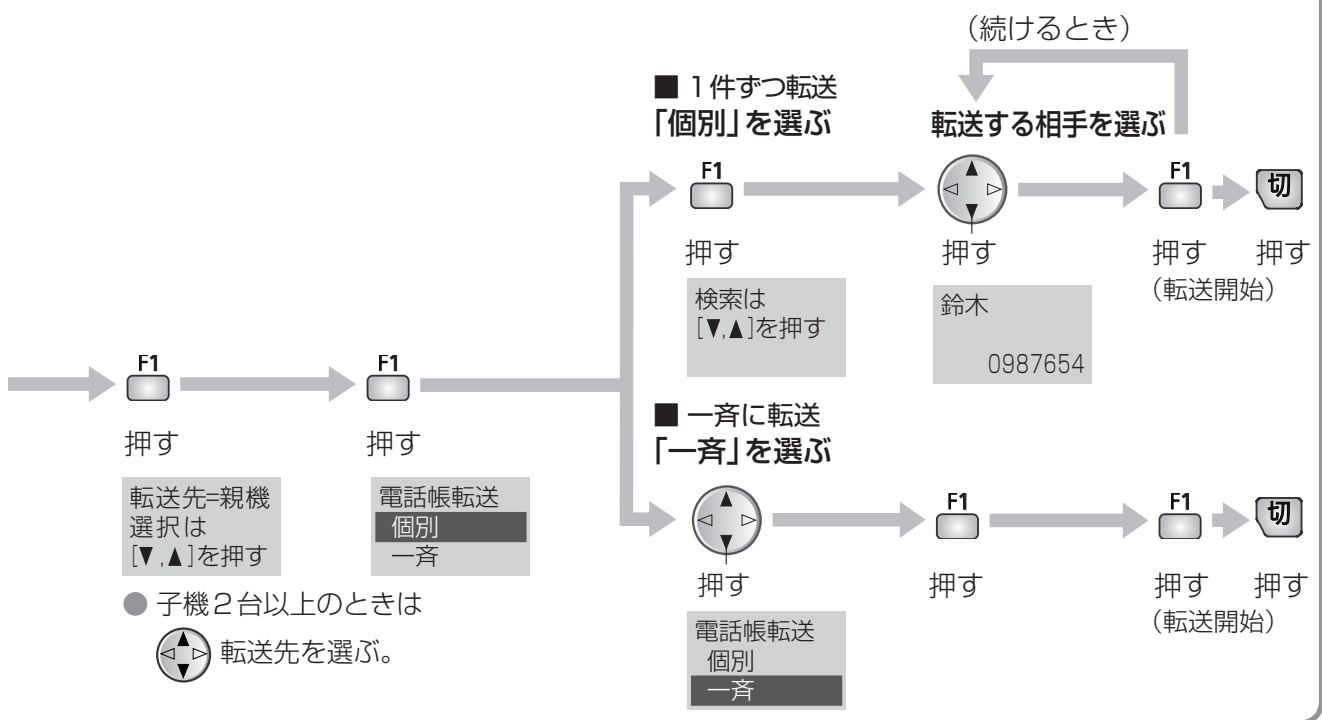 (続けるとき)
■ 1件ずつ転送
「個別」を選ぶ
転送する相手を選ぶ
F1
F1
切
押す
押す
押す
押す
(転送開始)
検索は
[▼,▲]を押す
鈴木
0987654
F1
F1
押す
押す
転送先=親機
選択は
[▼,▲]を押す
電話帳転送
個別
一斉
● 子機2台以上のときは
転送先を選ぶ。
■ 一斉に転送
「一斉」を選ぶ
F1
F1
切
押す
押す
押す
押す
(転送開始)
電話帳転送
個別
一斉